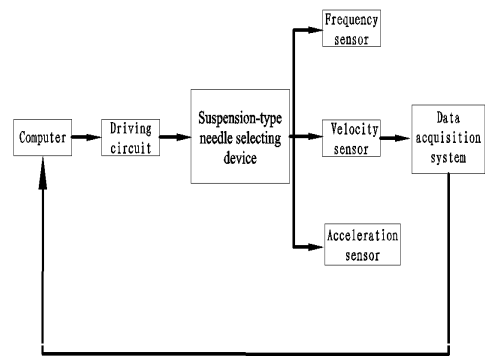 Frequency
sensor
Computer
Driving
circuit
Suspension-type
needle selecting
device
Velocity
sensor
Data
acquisition
system
Acceleration
sensor